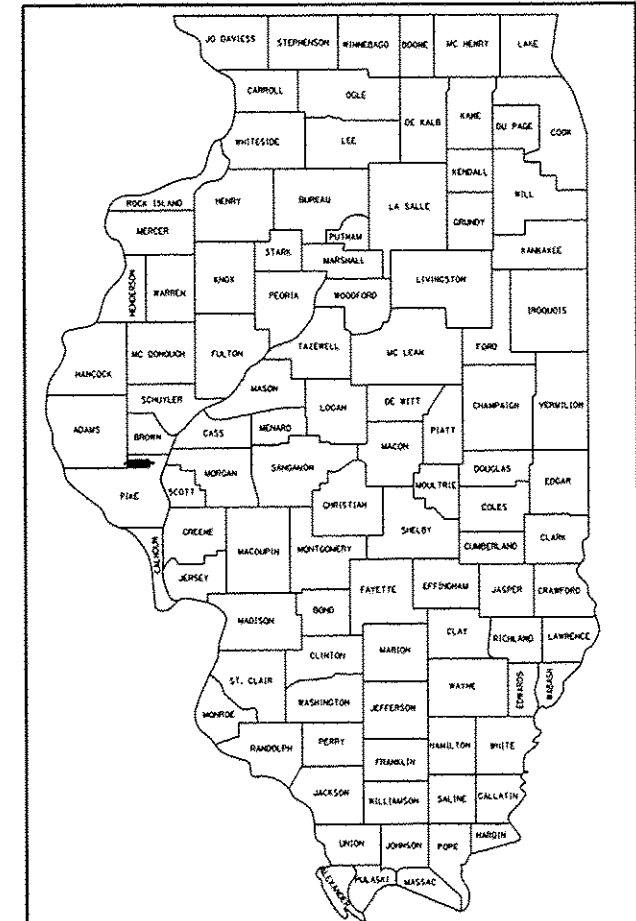 JO DAVIESS STEPHENSON WINNEBAGO BOONE MC HENRY LAKE
CARROLL OGLE DE KALB KANE DU PAGE COOK
WHITESIDE LEE KENDALL WILL
ROCK ISLAND HENRY BUREAU LA SALLE GRUNDY
MERCER PUTNAM KANKAKEE
STARK MARSHALL
HENDERSON WARREN KNOX PEORIA WOODFORD LIVINGSTON IROQUOIS
HANCOCK MC DONOUGH FULTON TAZEWELL MC LEAN FORD
SCHUYLER MASON LOGAN DE WITT CHAMPAIGN VERMILION
ADAMS BROWN CASS MENARD MACON PIATT
PIKE SCOTT MORGAN SANGAMON CHRISTIAN MOULTRIE DOUGLAS EDGAR
COLES
CALHOUN GREENE MACOUPIN MONTGOMERY SHELBY CUMBERLAND CLARK
JERSEY FAYETTE EFFINGHAM JASPER CRAWFORD
MADISON BOND
CLAY RICHLAND LAWRENCE
CLINTON MARION
ST. CLAIR WAYNE EDWARDS WABASH
MONROE WASHINGTON JEFFERSON
RANDOLPH PERRY HAMILTON WHITE
FRANKLIN
JACKSON WILLIAMSON SALINE GALLATIN
UNION JOHNSON POPE HARDIN
ALEXANDER PULASKI MASSAC